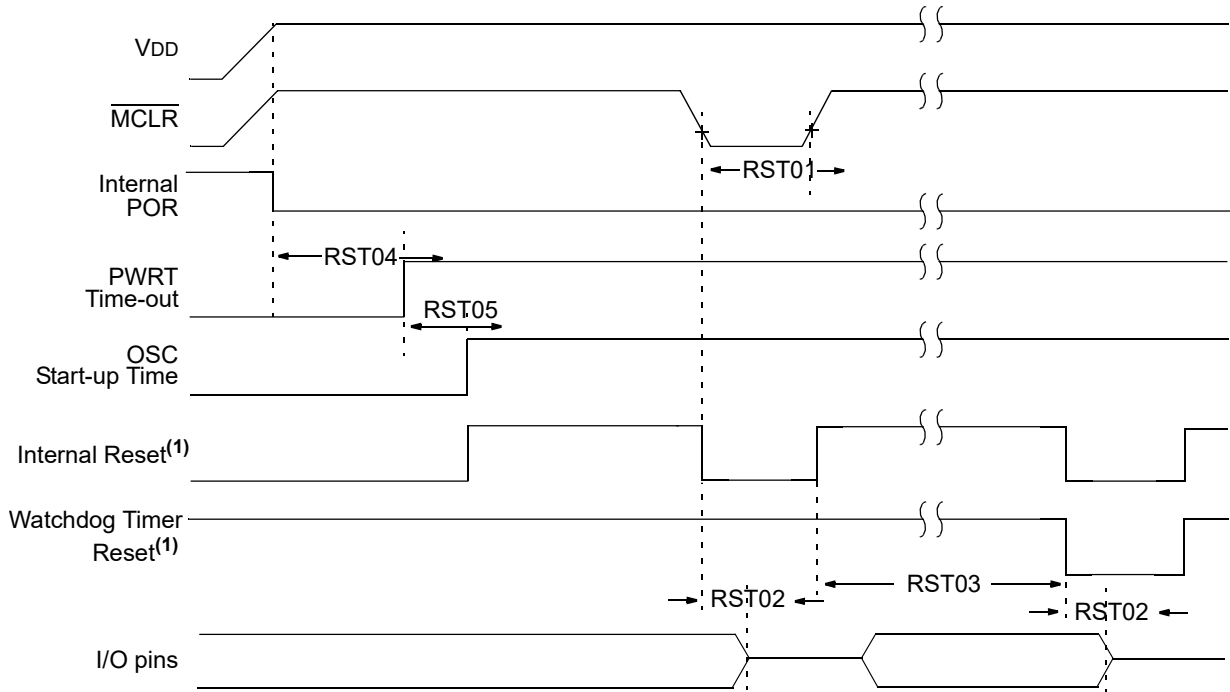 VDD
MCLR
Internal
POR
RST01
RST04
PWRT
Time-out
RST05
OSC
Start-up Time
Internal Reset(1)
Watchdog Timer
Reset(1)
RST03
RST02
RST02
I/O pins